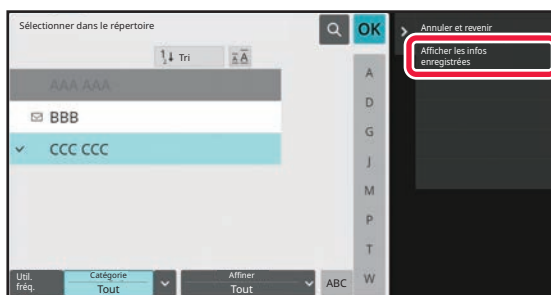 Sélectionner dans le répertoire
OK
Annuler et revenir
Afficher les infos
enregistrées
Tri
AAA AAA
BBB
CCC CCC
A
D
G
J
M
P
T
W
Util.
fréq.
Catégorie
Tout
Affiner
Tout
ABC